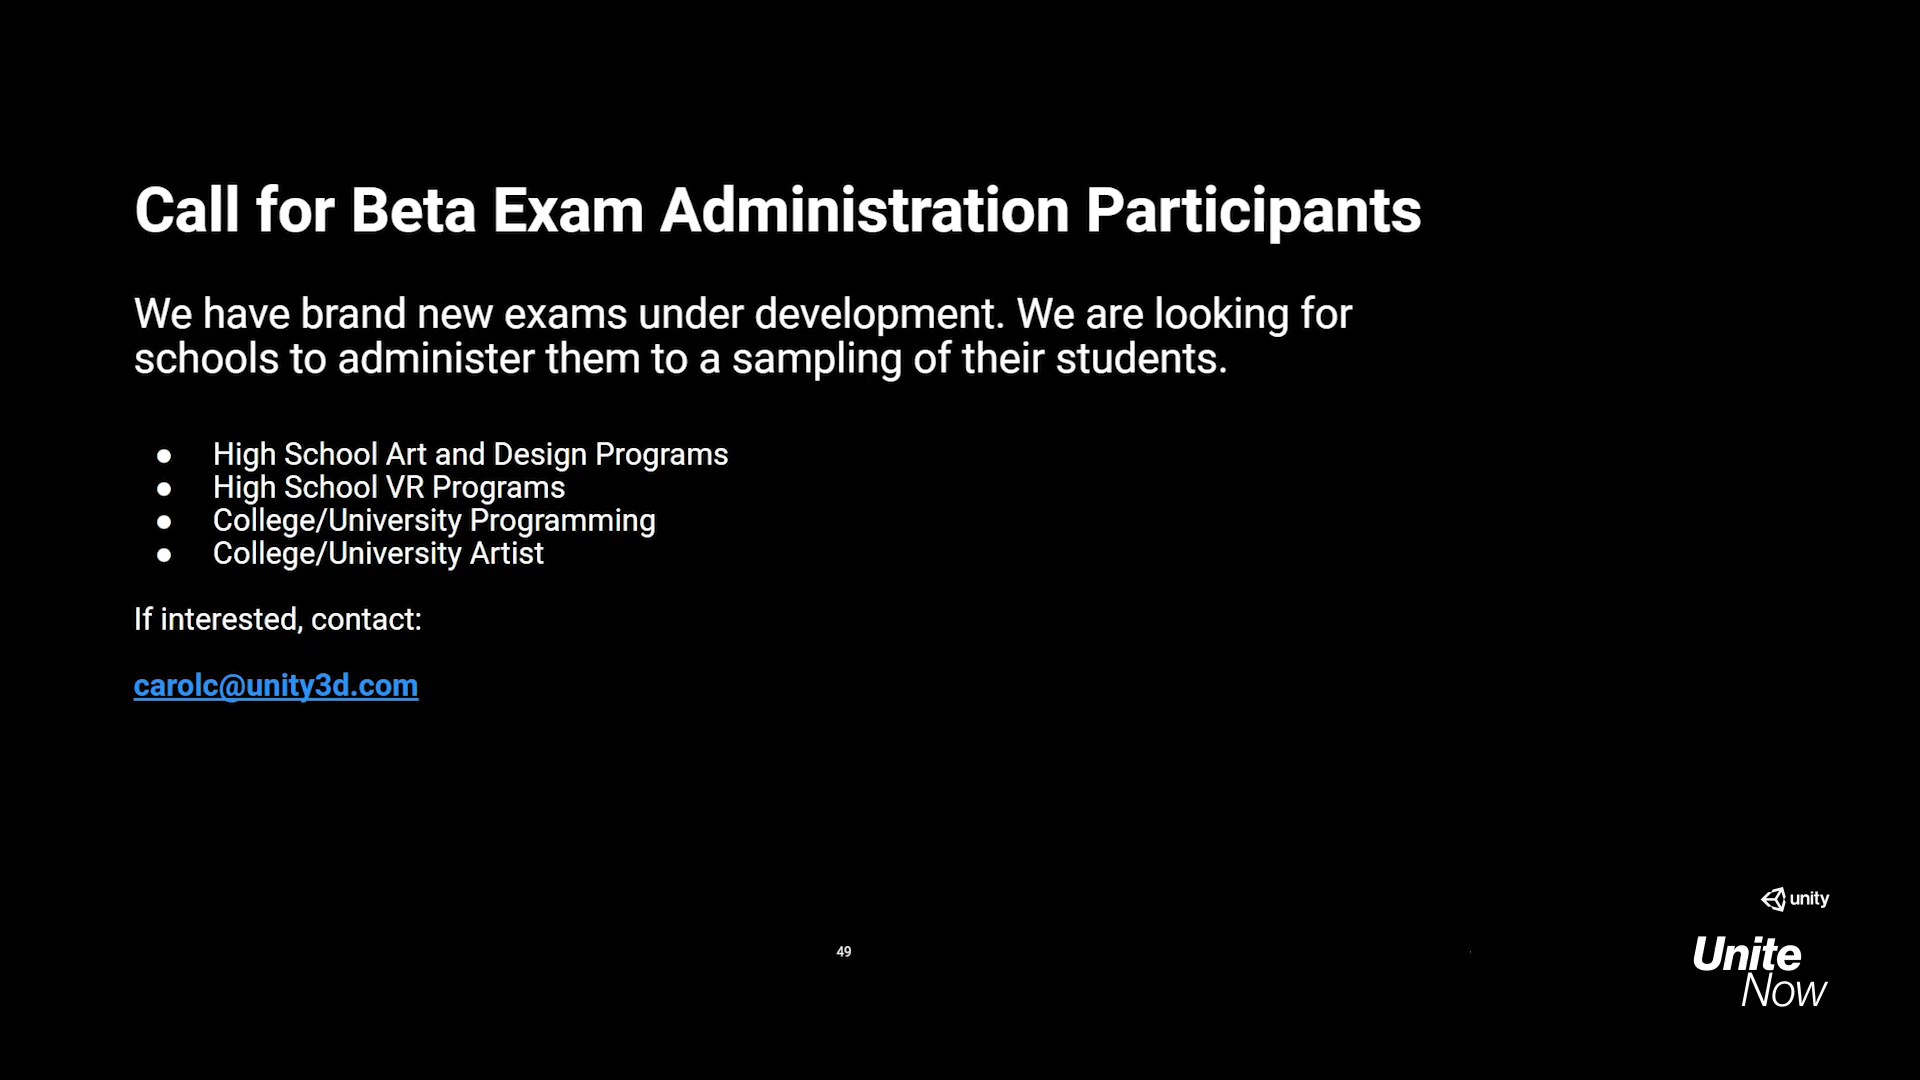 Call for Beta Exam Administration Participants
We have brand new exams under development. We are looking for
schools to administer them to a sampling of their students.
● High School Art and Design Programs
● High School VR Programs
● College/University Programming
● College/University Artist
If interested, contact:
carolc@unity3d.com
unity
49
Unite
Now